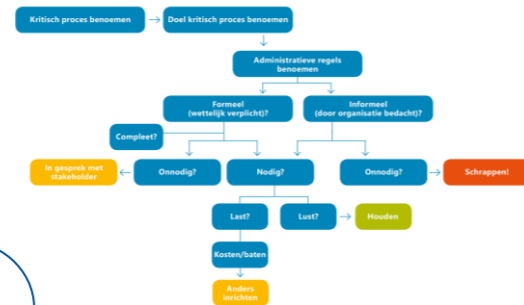 Kritisch proces benoemen
Doel kritisch proces benoemen
Administratieve regels
benoemen
Formeel
(wettelijk verplicht)?
Informeel
(door organisatie bedacht)?
Compleet?
In gesprek met
stakeholder
Onnodig?
Nodig?
Onnodig?
Schrappen!
Last?
Lust?
Houden
Kosten/baten
Anders
inrichten